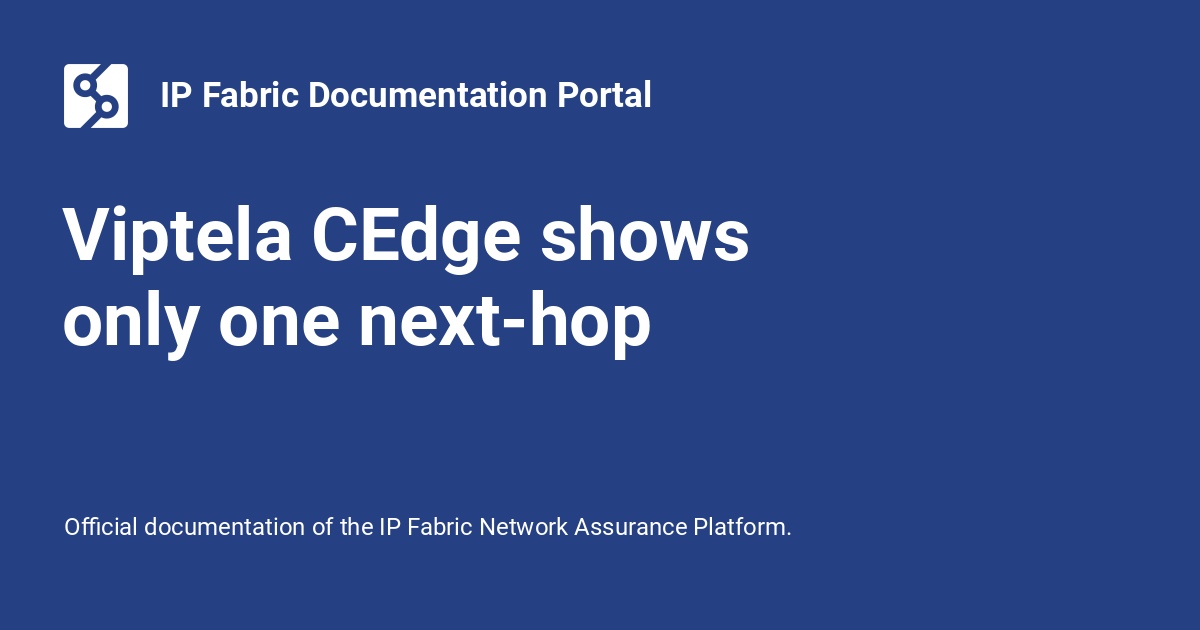 IP Fabric Documentation Portal
Viptela CEdge shows
only one next-hop
Official documentation of the IP Fabric Network Assurance Platform.